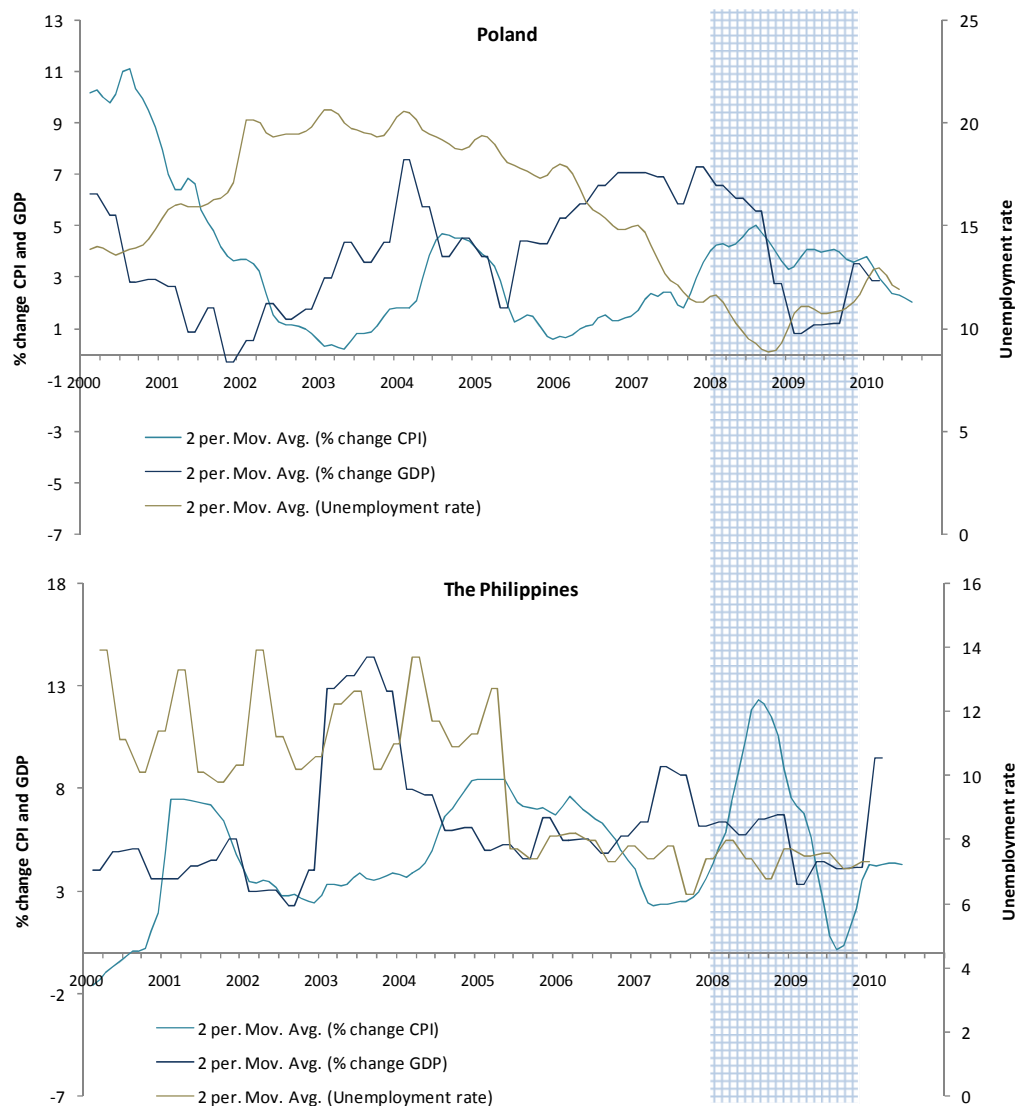 Poland
13
11
9
7
5
3
1
-1
-3
-5
-7
% change CPI and GDP
25
20
15
10
5
0
Unemployment rate
2000 2001 2002 2003 2004 2005 2006 2007 2008 2009 2010
2 per. Mov. Avg. (% change CPI)
2 per. Mov. Avg. (% change GDP)
2 per. Mov. Avg. (Unemployment rate)
The Philippines
18
13
8
3
-2
-7
% change CPI and GDP
16
14
12
10
8
6
4
2
0
Unemployment rate
2000 2001 2002 2003 2004 2005 2006 2007 2008 2009 2010
2 per. Mov. Avg. (% change CPI)
2 per. Mov. Avg. (% change GDP)
2 per. Mov. Avg. (Unemployment rate)